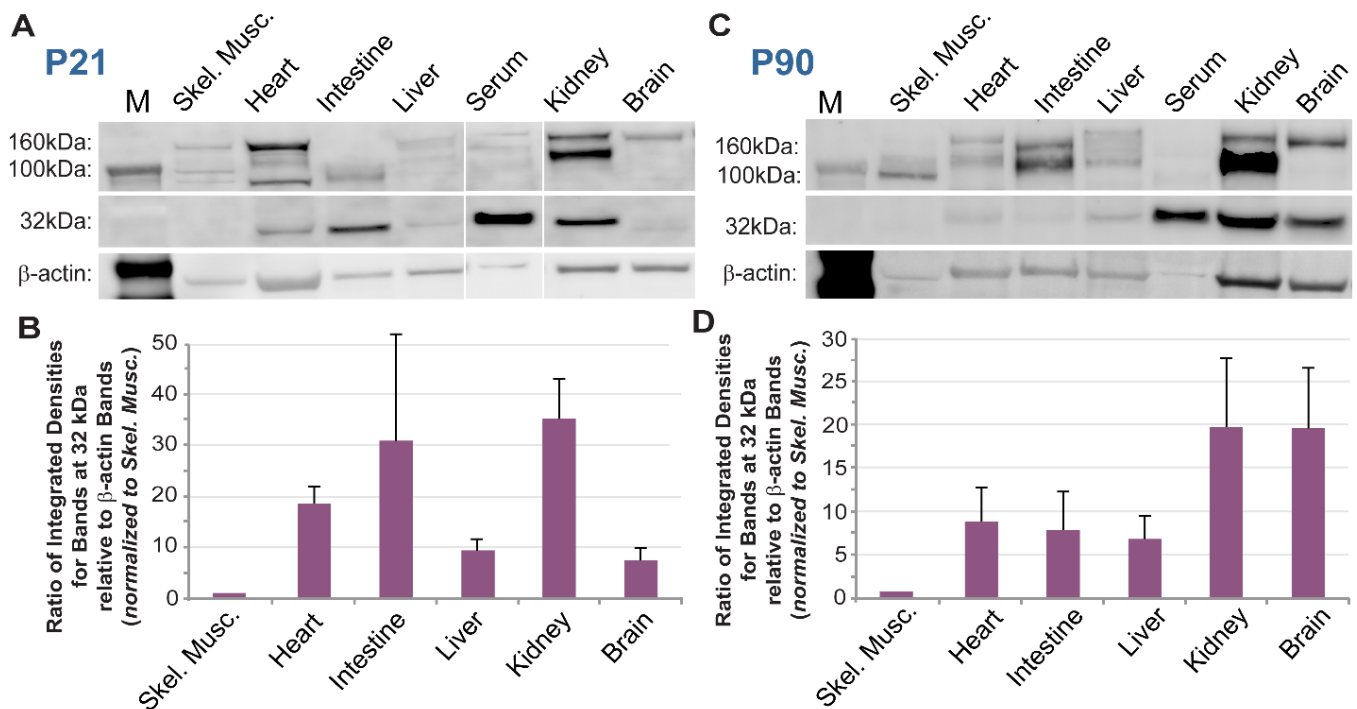 A
P21
M
Skel. Musc.
Heart
Intestine
Liver
Serum
Kidney
Brain
160kDa:
100kDa:
32kDa:
β-actin:
C
P90
M
Skel. Musc.
Heart
Intestine
Liver
Serum
Kidney
Brain
160kDa:
100kDa:
32kDa:
β-actin:
B
Ratio of Integrated Densities
for Bands at 32 kDa
relative to β-actin Bands
(normalized to Skel. Musc.)
50
40
30
20
10
0
Skel. Musc.
Heart
Intestine
Liver
Kidney
Brain
D
Ratio of Integrated Densities
for Bands at 32 kDa
relative to β-actin Bands
(normalized to Skel. Musc.)
30
25
20
15
10
5
0
Skel. Musc.
Heart
Intestine
Liver
Kidney
Brain